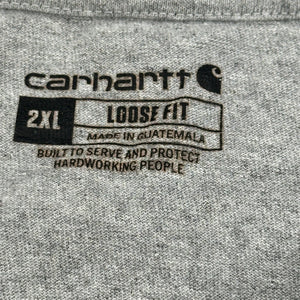 carhartt
2XL LOOSE FIT
MADE IN GUATEMALA
BUILT TO SERVE AND PROTECT
HARDWORKING PEOPLE